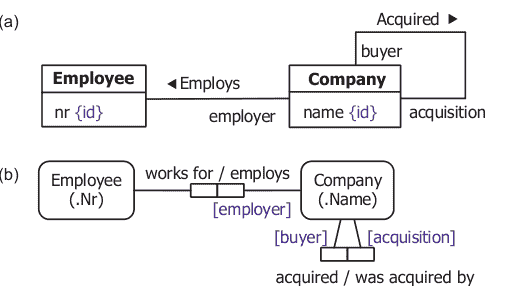 (a)
Acquired ►
buyer
Employee
nr {id}
◄ Employs
employer
Company
name {id}
acquisition
(b)
Employee
(.Nr)
works for / employs
[employer]
Company
(.Name)
[buyer]
[acquisition]
acquired / was acquired by